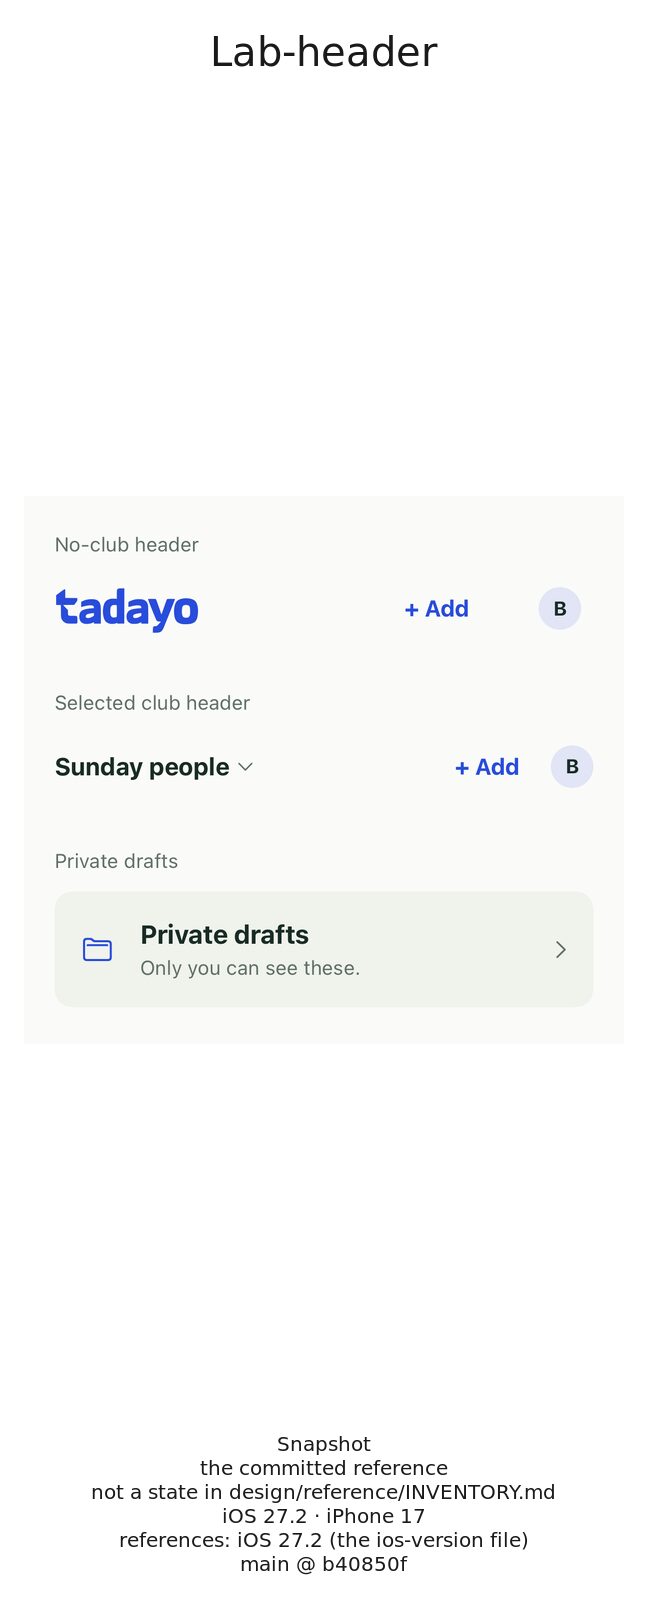 Lab-header
No-club header
tadayo
+ Add
B
Selected club header
Sunday people
+ Add
B
Private drafts
Private drafts
Only you can see these.
Snapshot
the committed reference
not a state in design/reference/INVENTORY.md
iOS 27.2 · iPhone 17
references: iOS 27.2 (the ios-version file)
main @ b40850f